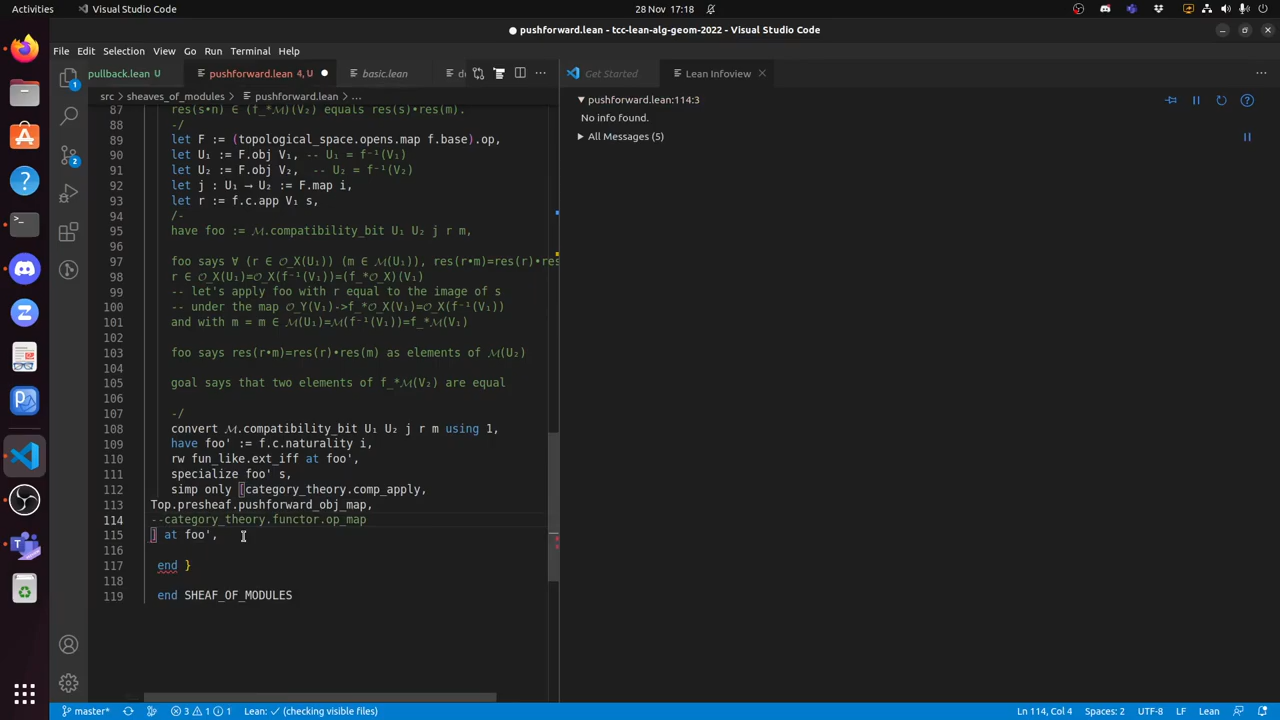 Activities
Visual Studio Code
28 Nov 17:18
pushforward.lean - tcc-lean-alg-geom-2022 - Visual Studio Code
File Edit Selection View Go Run Terminal Help
pullback.lean U
pushforward.lean 4, U
basic.lean
Get Started
Lean Infoview
src > sheaves_of_modules > pushforward.lean > ...
87 res(s•n) ∈ (f_*𝓜)(V₂) equals res(s)•res(m).
88 -/
89 let F := (topological_space.opens.map f.base).op,
90 let U₁ := F.obj V₁, -- U₁ = f⁻¹(V₁)
91 let U₂ := F.obj V₂, -- U₂ = f⁻¹(V₂)
92 let j : U₁ ⟶ U₂ := F.map i,
93 let r := f.c.app V₁ s,
94 /-
95 have foo := 𝓜.compatibility_bit U₁ U₂ j r m,
96
97 foo says ∀ (r ∈ 𝓞_X(U₁)) (m ∈ 𝓜(U₁)), res(r•m)=res(r)•res
98 r ∈ 𝓞_X(U₁)=𝓞_X(f⁻¹(V₁))=(f_*𝓞_X)(V₁)
99 -- let's apply foo with r equal to the image of s
100 -- under the map 𝓞_Y(V₁)->f_*𝓞_X(V₁)=𝓞_X(f⁻¹(V₁))
101 and with m = m ∈ 𝓜(U₁)=𝓜(f⁻¹(V₁))=f_*𝓜(V₁)
102
103 foo says res(r•m)=res(r)•res(m) as elements of 𝓜(U₂)
104
105 goal says that two elements of f_*𝓜(V₂) are equal
106
107 -/
108 convert 𝓜.compatibility_bit U₁ U₂ j r m using 1,
109 have foo' := f.c.naturality i,
110 rw fun_like.ext_iff at foo',
111 specialize foo' s,
112 simp only [category_theory.comp_apply,
113 Top.presheaf.pushforward_obj_map,
114 --category_theory.functor.op_map
115 ] at foo',
116
117 end }
118
119 end SHEAF_OF_MODULES
pushforward.lean:114:3
No info found.
All Messages (5)
master*
3 1 1
Lean: ✓ (checking visible files)
Ln 114, Col 4
Spaces: 2
UTF-8
LF
Lean